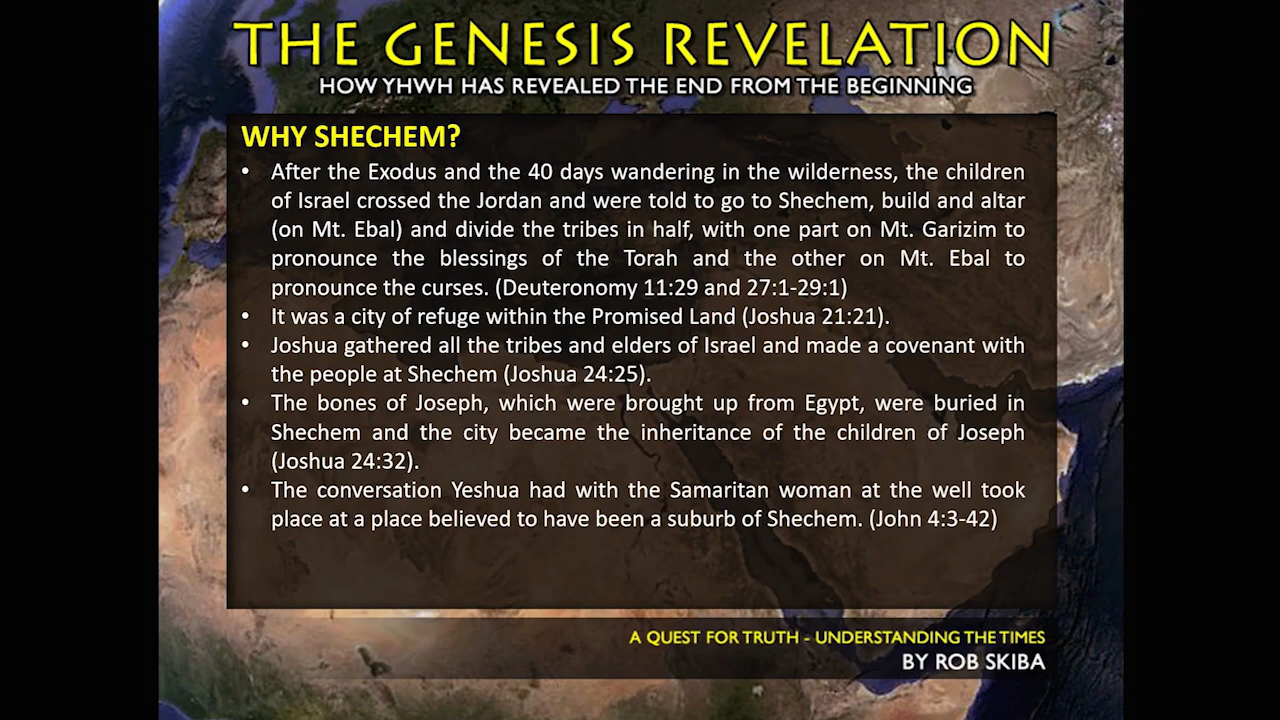 THE GENESIS REVELATION
HOW YHWH HAS REVEALED THE END FROM THE BEGINNING
WHY SHECHEM?
• After the Exodus and the 40 days wandering in the wilderness, the children
of Israel crossed the Jordan and were told to go to Shechem, build and altar
(on Mt. Ebal) and divide the tribes in half, with one part on Mt. Garizim to
pronounce the blessings of the Torah and the other on Mt. Ebal to
pronounce the curses. (Deuteronomy 11:29 and 27:1-29:1)
• It was a city of refuge within the Promised Land (Joshua 21:21).
• Joshua gathered all the tribes and elders of Israel and made a covenant with
the people at Shechem (Joshua 24:25).
• The bones of Joseph, which were brought up from Egypt, were buried in
Shechem and the city became the inheritance of the children of Joseph
(Joshua 24:32).
• The conversation Yeshua had with the Samaritan woman at the well took
place at a place believed to have been a suburb of Shechem. (John 4:3-42)
A QUEST FOR TRUTH - UNDERSTANDING THE TIMES
BY ROB SKIBA